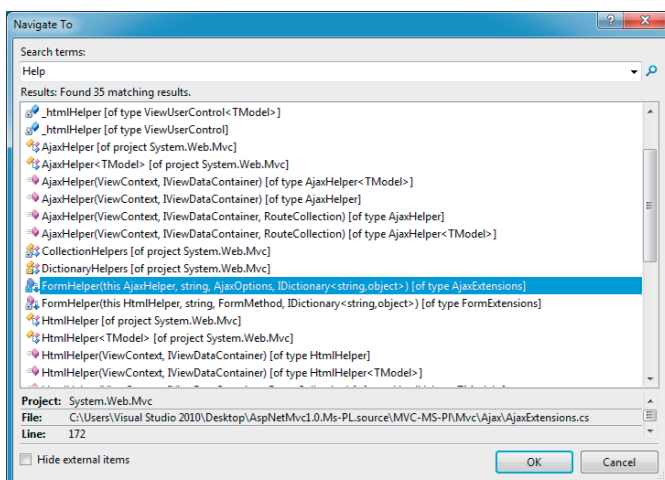 Navigate To
Search terms:
Help
Results: Found 35 matching results.
_htmlHelper [of type ViewUserControl<TModel>]
_htmlHelper [of type ViewUserControl]
AjaxHelper [of project System.Web.Mvc]
AjaxHelper<TModel> [of project System.Web.Mvc]
AjaxHelper(ViewContext, IViewDataContainer) [of type AjaxHelper<TModel>]
AjaxHelper(ViewContext, IViewDataContainer) [of type AjaxHelper]
AjaxHelper(ViewContext, IViewDataContainer, RouteCollection) [of type AjaxHelper]
AjaxHelper(ViewContext, IViewDataContainer, RouteCollection) [of type AjaxHelper<TModel>]
CollectionHelpers [of project System.Web.Mvc]
DictionaryHelpers [of project System.Web.Mvc]
FormHelper(this AjaxHelper, string, AjaxOptions, IDictionary<string,object>) [of type AjaxExtensions]
FormHelper(this HtmlHelper, string, FormMethod, IDictionary<string,object>) [of type FormExtensions]
HtmlHelper [of project System.Web.Mvc]
HtmlHelper<TModel> [of project System.Web.Mvc]
HtmlHelper(ViewContext, IViewDataContainer) [of type HtmlHelper]
HtmlHelper(ViewContext, IViewDataContainer) [of type HtmlHelper<TModel>]
Project: System.Web.Mvc
File: C:\Users\Visual Studio 2010\Desktop\AspNetMvc1.0.Ms-PL.source\MVC-MS-Pl\Mvc\Ajax\AjaxExtensions.cs
Line: 172
Hide external items
OK Cancel